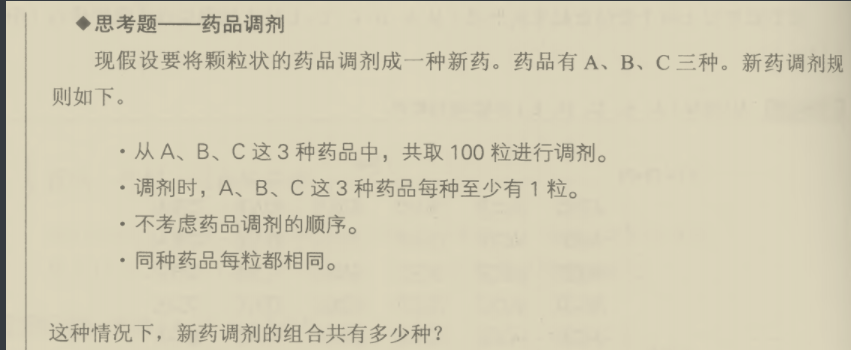 ◆思考题——药品调剂
现假设要将颗粒状的药品调剂成一种新药。药品有 A、B、C 三种。新药调剂规
则如下。
·从 A、B、C 这 3 种药品中，共取 100 粒进行调剂。
·调剂时，A、B、C 这 3 种药品每种至少有 1 粒。
·不考虑药品调剂的顺序。
·同种药品每粒都相同。
这种情况下，新药调剂的组合共有多少种？